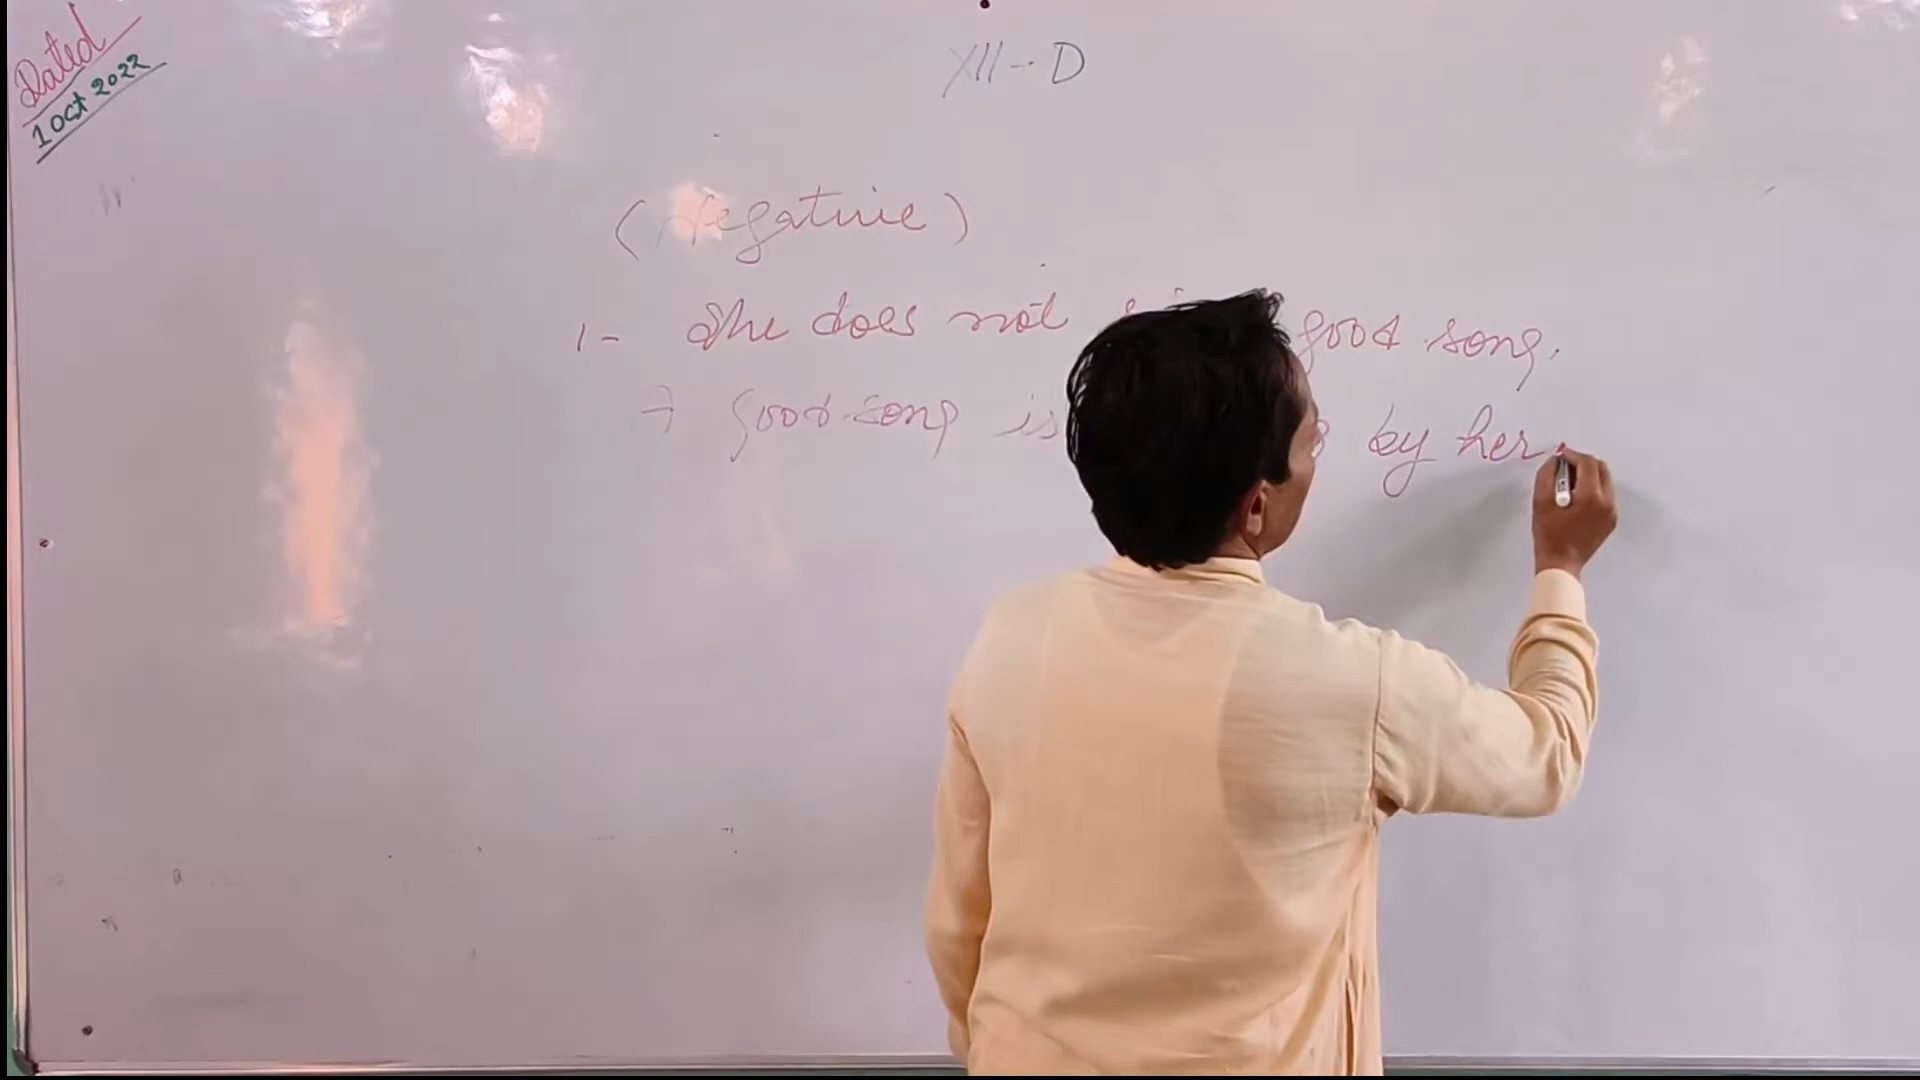 Dated
1 Oct 2022
XII - D
(Negative)
1- She does not good song.
→ good song is by her.